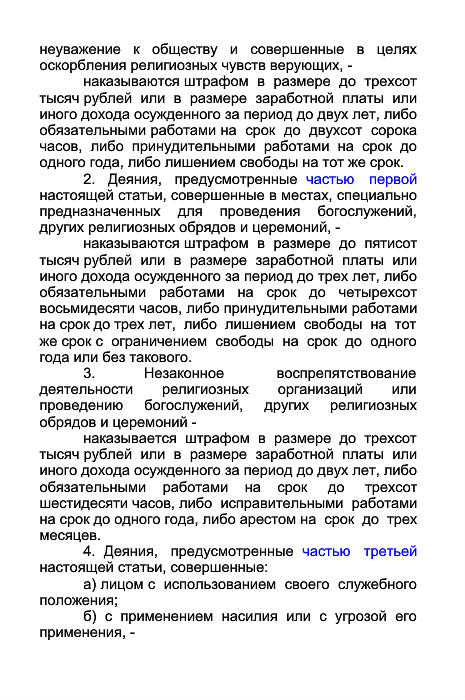 неуважение к обществу и совершенные в целях
оскорбления религиозных чувств верующих, -
наказываются штрафом в размере до трехсот
тысяч рублей или в размере заработной платы или
иного дохода осужденного за период до двух лет, либо
обязательными работами на срок до двухсот сорока
часов, либо принудительными работами на срок до
одного года, либо лишением свободы на тот же срок.
2. Деяния, предусмотренные частью первой
настоящей статьи, совершенные в местах, специально
предназначенных для проведения богослужений,
других религиозных обрядов и церемоний, -
наказываются штрафом в размере до пятисот
тысяч рублей или в размере заработной платы или
иного дохода осужденного за период до трех лет, либо
обязательными работами на срок до четырехсот
восьмидесяти часов, либо принудительными работами
на срок до трех лет, либо лишением свободы на тот
же срок с ограничением свободы на срок до одного
года или без такового.
3. Незаконное воспрепятствование
деятельности религиозных организаций или
проведению богослужений, других религиозных
обрядов и церемоний -
наказывается штрафом в размере до трехсот
тысяч рублей или в размере заработной платы или
иного дохода осужденного за период до двух лет, либо
обязательными работами на срок до трехсот
шестидесяти часов, либо исправительными работами
на срок до одного года, либо арестом на срок до трех
месяцев.
4. Деяния, предусмотренные частью третьей
настоящей статьи, совершенные:
а) лицом с использованием своего служебного
положения;
б) с применением насилия или с угрозой его
применения, -